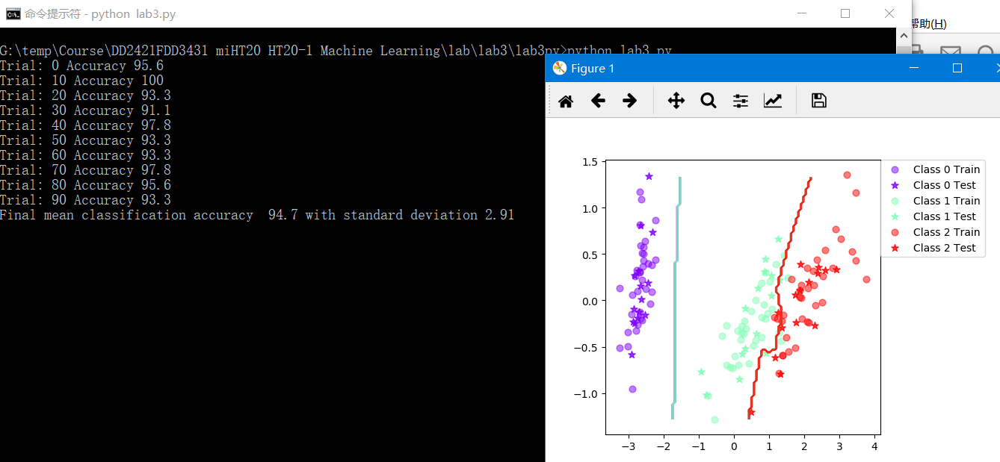 命令提示符 - python  lab3.py
帮助(H)
G:\temp\Course\DD2421FDD3431 miHT20 HT20-1 Machine Learning\lab\lab3\lab3py>python lab3.py
Trial: 0 Accuracy 95.6
Trial: 10 Accuracy 100
Trial: 20 Accuracy 93.3
Trial: 30 Accuracy 91.1
Trial: 40 Accuracy 97.8
Trial: 50 Accuracy 93.3
Trial: 60 Accuracy 93.3
Trial: 70 Accuracy 97.8
Trial: 80 Accuracy 95.6
Trial: 90 Accuracy 93.3
Final mean classification accuracy  94.7 with standard deviation 2.91
Figure 1
1.5
1.0
0.5
0.0
−0.5
−1.0
−3 −2 −1 0 1 2 3 4
Class 0 Train
Class 0 Test
Class 1 Train
Class 1 Test
Class 2 Train
Class 2 Test